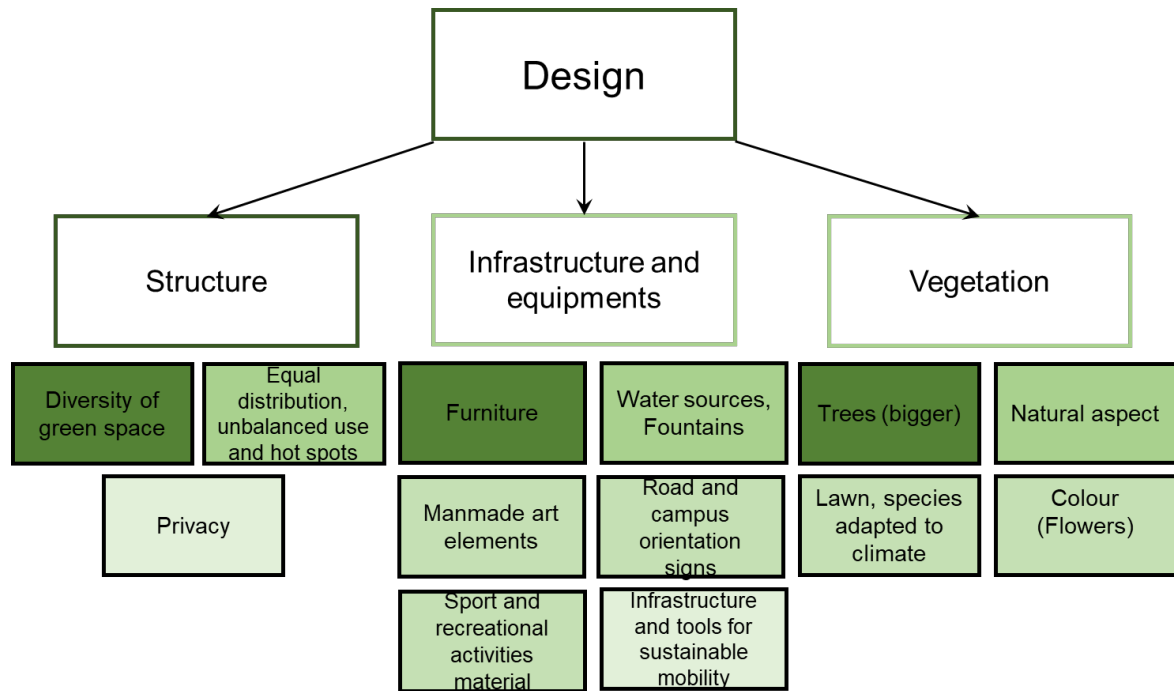 Design
Structure
Infrastructure and
equipments
Vegetation
Diversity of
green space
Equal
distribution,
unbalanced use
and hot spots
Privacy
Furniture
Water sources,
Fountains
Manmade art
elements
Road and
campus
orientation
signs
Sport and
recreational
activities
material
Infrastructure
and tools for
sustainable
mobility
Trees (bigger)
Natural aspect
Lawn, species
adapted to
climate
Colour
(Flowers)